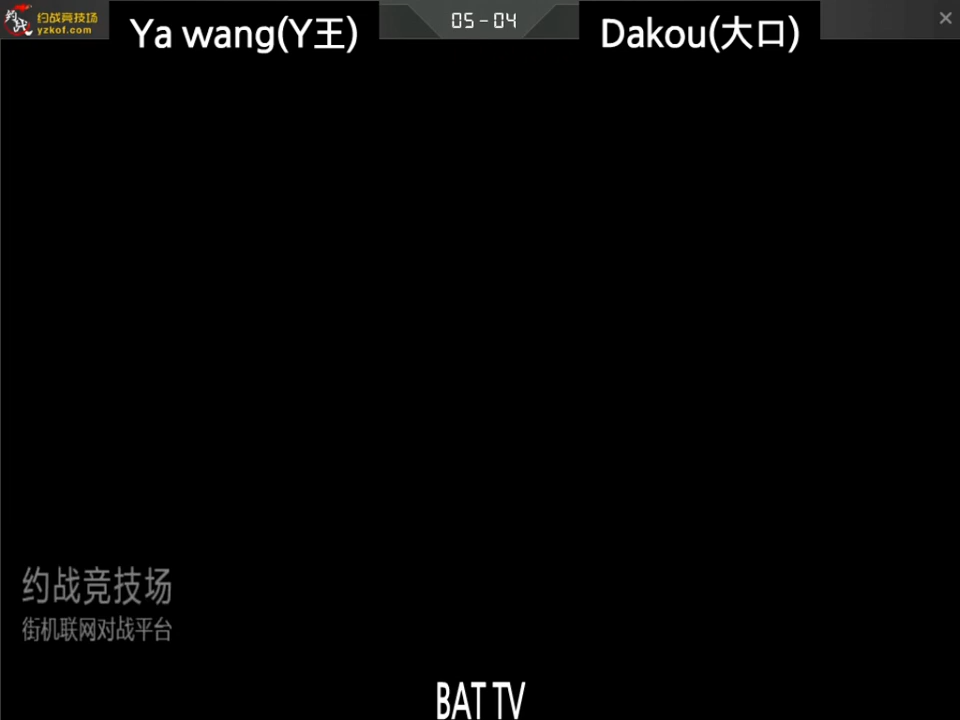 约战竞技场
yzkof.com
Ya wang(Y王)
05-04
Dakou(大口)
约战竞技场
街机联网对战平台
BAT TV